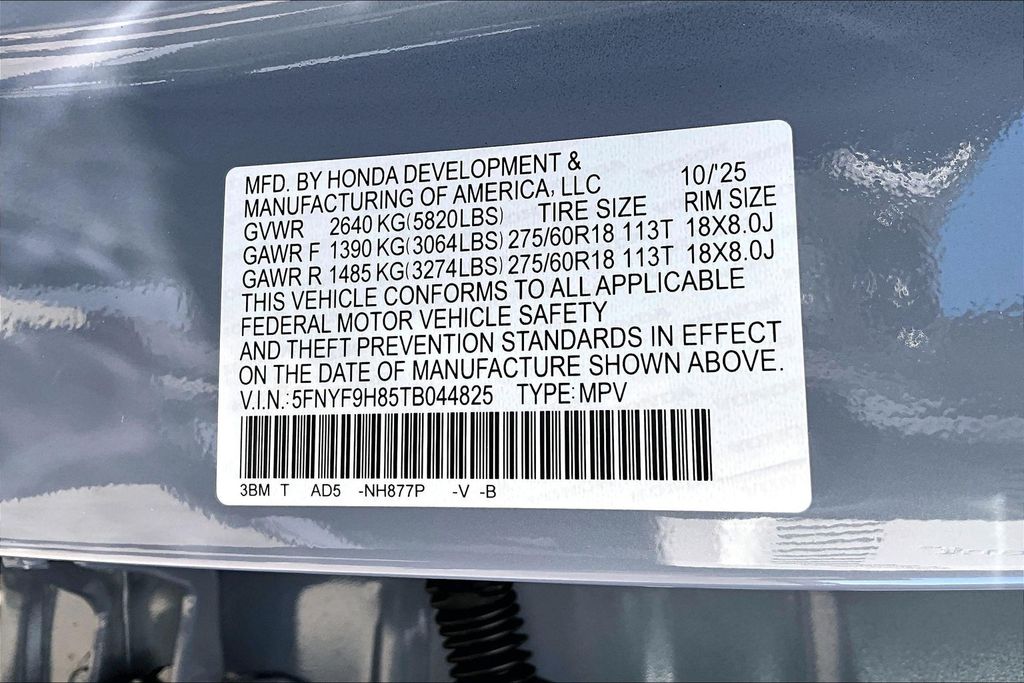 MFD. BY HONDA DEVELOPMENT &
MANUFACTURING OF AMERICA, LLC 10/'25
GVWR 2640 KG(5820LBS) TIRE SIZE RIM SIZE
GAWR F 1390 KG(3064LBS) 275/60R18 113T 18X8.0J
GAWR R 1485 KG(3274LBS) 275/60R18 113T 18X8.0J
THIS VEHICLE CONFORMS TO ALL APPLICABLE
FEDERAL MOTOR VEHICLE SAFETY
AND THEFT PREVENTION STANDARDS IN EFFECT
ON THE DATE OF MANUFACTURE SHOWN ABOVE.
V.I.N.:5FNYF9H85TB044825 TYPE:MPV
3BM T AD5 -NH877P -V -B